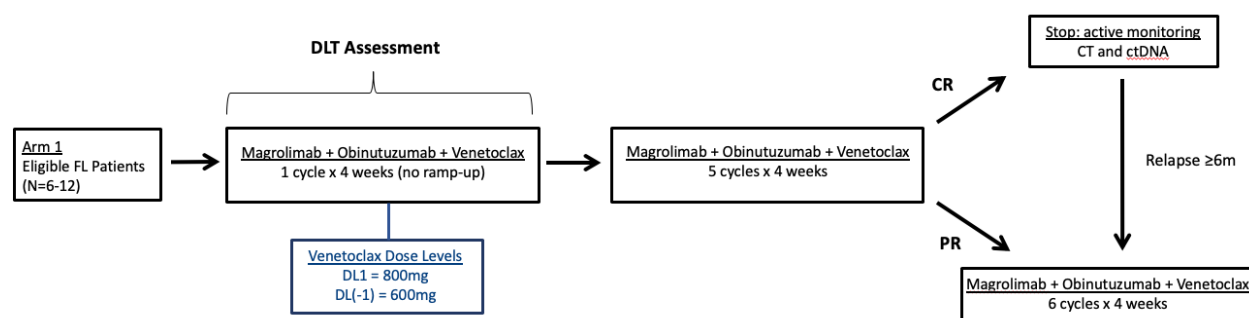 DLT Assessment
Arm 1
Eligible FL Patients
(N=6-12)
Magrolimab + Obinutuzumab + Venetoclax
1 cycle x 4 weeks (no ramp-up)
Venetoclax Dose Levels
DL1 = 800mg
DL(-1) = 600mg
Magrolimab + Obinutuzumab + Venetoclax
5 cycles x 4 weeks
CR
Stop: active monitoring
CT and ctDNA
Relapse ≥6m
PR
Magrolimab + Obinutuzumab + Venetoclax
6 cycles x 4 weeks